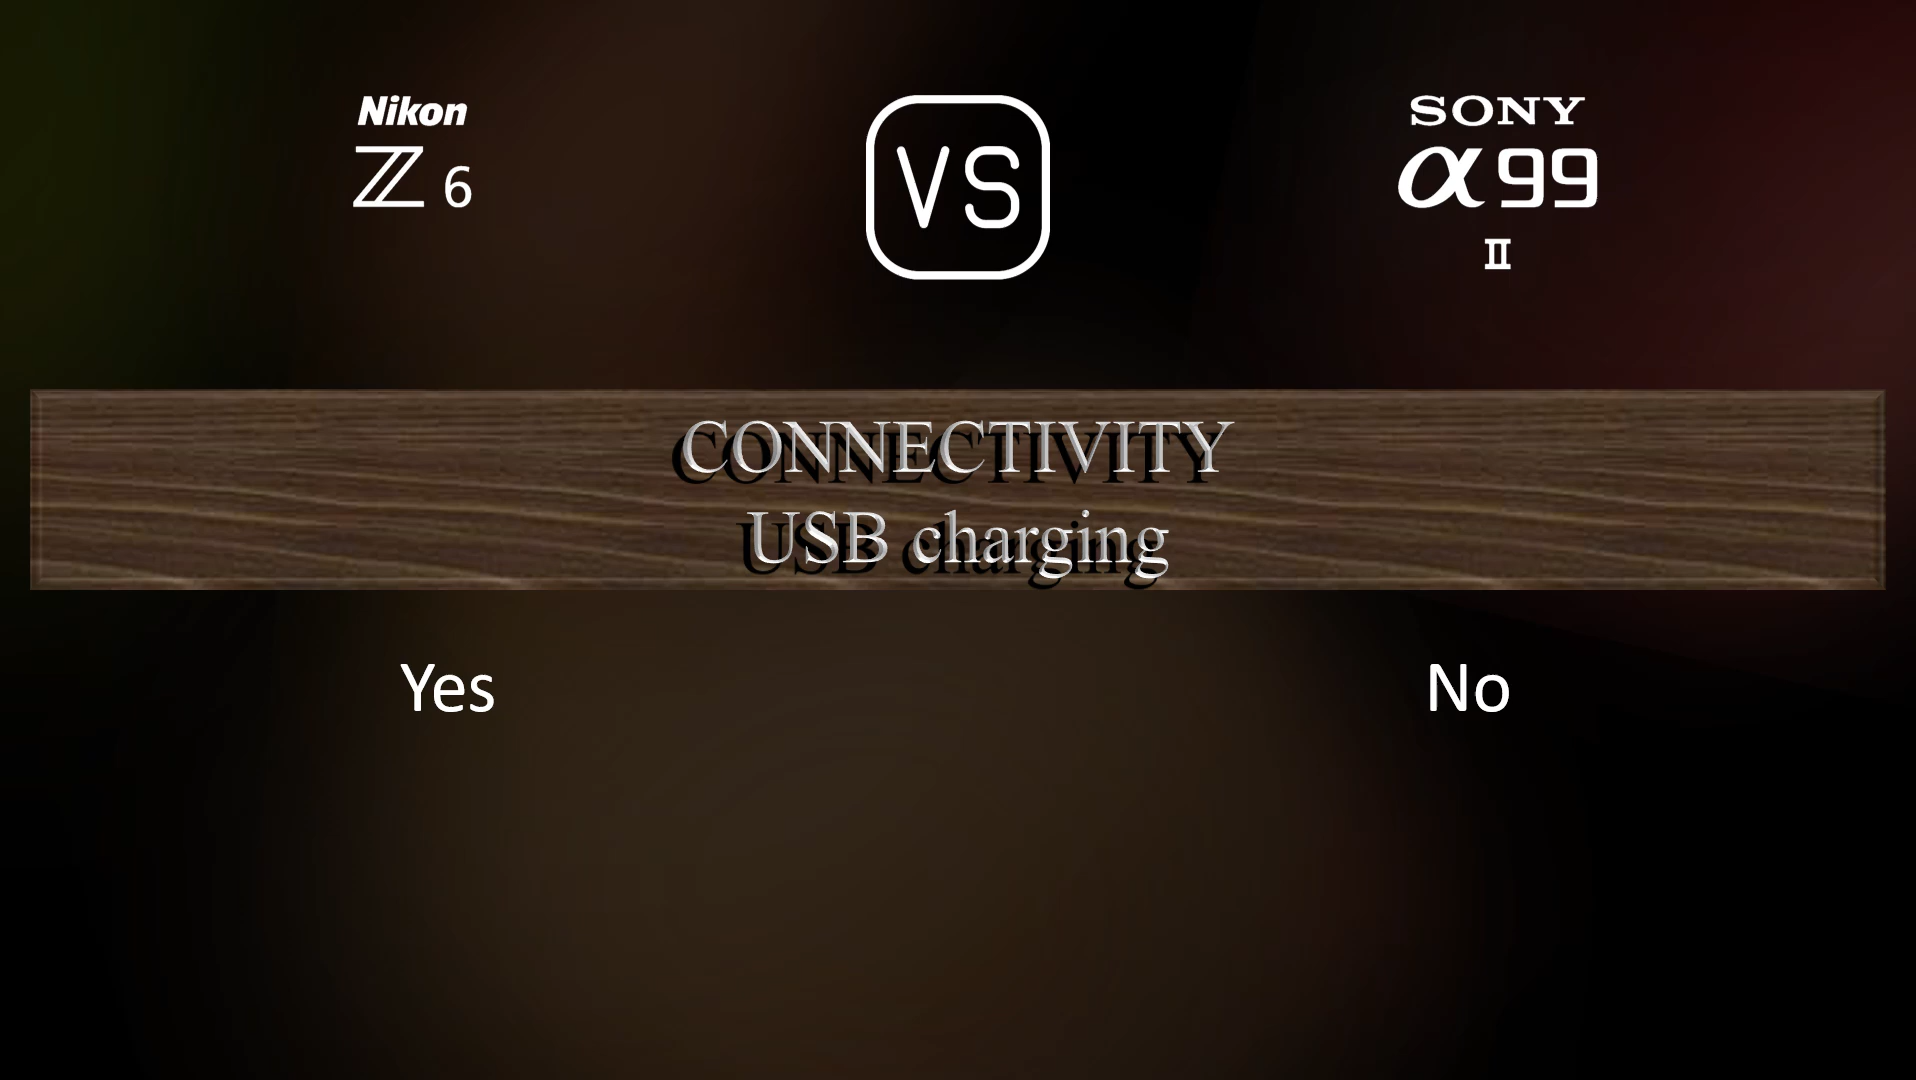 Nikon
Z 6
VS
SONY
α99
II
CONNECTIVITY
USB charging
Yes
No